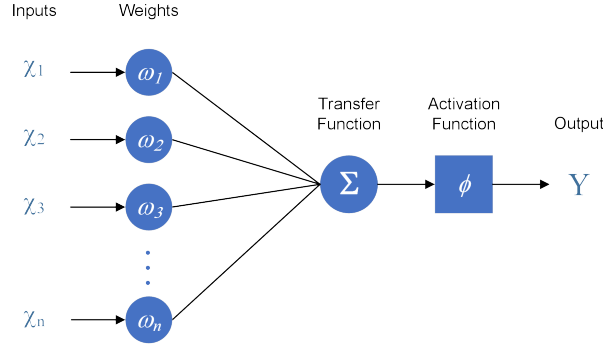 Inputs
Weights
χ1
ω1
χ2
ω2
χ3
ω3
χn
ωn
Transfer
Function
Σ
Activation
Function
ϕ
Output
Y